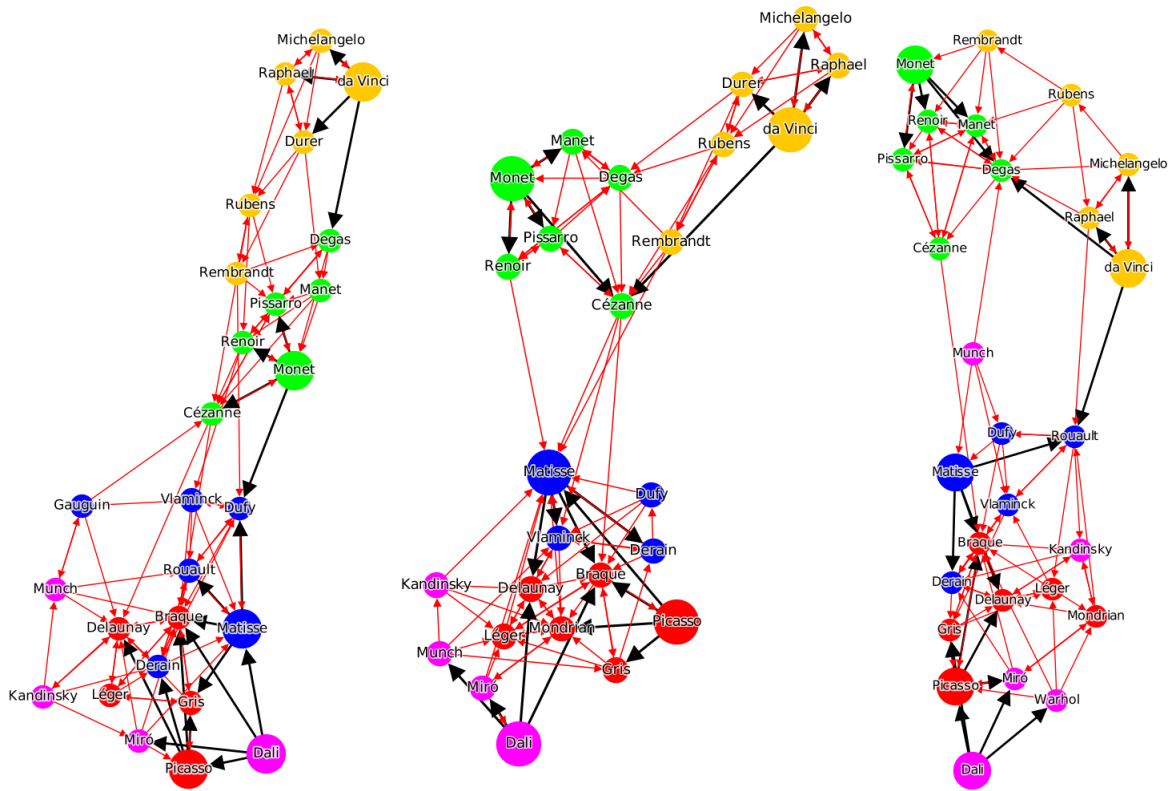 Michelangelo
Raphael
da Vinci
Durer
Rubens
Degas
Rembrandt
Manet
Pissarro
Renoir
Monet
Cézanne
Gauguin
Vlaminck
Dufy
Rouault
Munch
Braque
Delaunay
Matisse
Derain
Kandinsky
Léger
Gris
Miró
Dali
Picasso
Michelangelo
Raphael
Durer
da Vinci
Manet
Rubens
Monet
Degas
Pissarro
Rembrandt
Renoir
Cézanne
Matisse
Dufy
Vlaminck
Derain
Braque
Kandinsky
Delaunay
Picasso
Mondrian
Léger
Munch
Gris
Miró
Dali
Rembrandt
Monet
Rubens
Renoir
Manet
Pissarro
Michelangelo
Degas
Raphael
Cézanne
da Vinci
Munch
Dufy
Rouault
Matisse
Vlaminck
Braque
Kandinsky
Derain
Léger
Delaunay
Mondrian
Gris
Miró
Picasso
Warhol
Dali